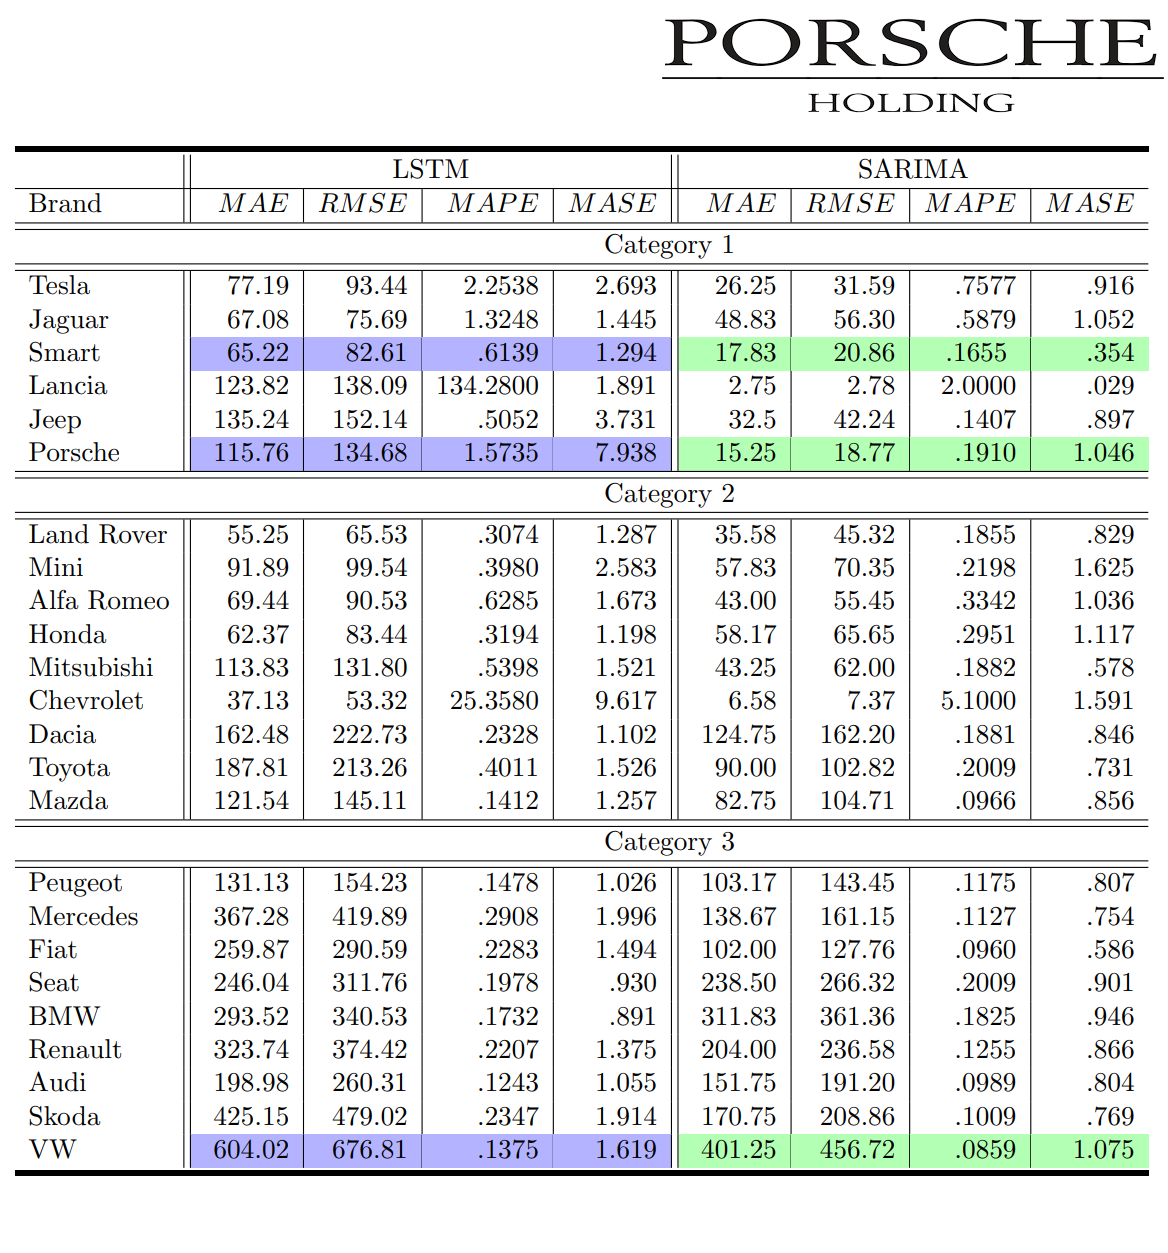 PORSCHE
HOLDING
LSTM SARIMA
Brand MAE RMSE MAPE MASE MAE RMSE MAPE MASE
Category 1
Tesla 77.19 93.44 2.2538 2.693 26.25 31.59 .7577 .916
Jaguar 67.08 75.69 1.3248 1.445 48.83 56.30 .5879 1.052
Smart 65.22 82.61 .6139 1.294 17.83 20.86 .1655 .354
Lancia 123.82 138.09 134.2800 1.891 2.75 2.78 2.0000 .029
Jeep 135.24 152.14 .5052 3.731 32.5 42.24 .1407 .897
Porsche 115.76 134.68 1.5735 7.938 15.25 18.77 .1910 1.046
Category 2
Land Rover 55.25 65.53 .3074 1.287 35.58 45.32 .1855 .829
Mini 91.89 99.54 .3980 2.583 57.83 70.35 .2198 1.625
Alfa Romeo 69.44 90.53 .6285 1.673 43.00 55.45 .3342 1.036
Honda 62.37 83.44 .3194 1.198 58.17 65.65 .2951 1.117
Mitsubishi 113.83 131.80 .5398 1.521 43.25 62.00 .1882 .578
Chevrolet 37.13 53.32 25.3580 9.617 6.58 7.37 5.1000 1.591
Dacia 162.48 222.73 .2328 1.102 124.75 162.20 .1881 .846
Toyota 187.81 213.26 .4011 1.526 90.00 102.82 .2009 .731
Mazda 121.54 145.11 .1412 1.257 82.75 104.71 .0966 .856
Category 3
Peugeot 131.13 154.23 .1478 1.026 103.17 143.45 .1175 .807
Mercedes 367.28 419.89 .2908 1.996 138.67 161.15 .1127 .754
Fiat 259.87 290.59 .2283 1.494 102.00 127.76 .0960 .586
Seat 246.04 311.76 .1978 .930 238.50 266.32 .2009 .901
BMW 293.52 340.53 .1732 .891 311.83 361.36 .1825 .946
Renault 323.74 374.42 .2207 1.375 204.00 236.58 .1255 .866
Audi 198.98 260.31 .1243 1.055 151.75 191.20 .0989 .804
Skoda 425.15 479.02 .2347 1.914 170.75 208.86 .1009 .769
VW 604.02 676.81 .1375 1.619 401.25 456.72 .0859 1.075